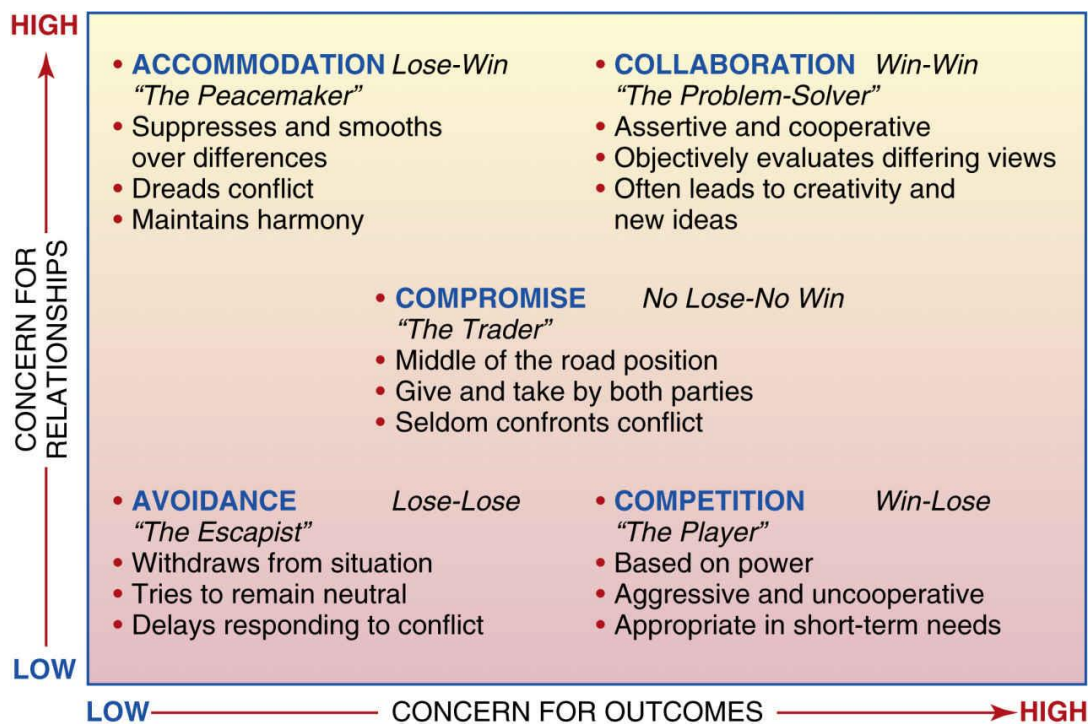 HIGH
• ACCOMMODATION Lose-Win
“The Peacemaker”
• Suppresses and smooths
over differences
• Dreads conflict
• Maintains harmony
• COLLABORATION Win-Win
“The Problem-Solver”
• Assertive and cooperative
• Objectively evaluates differing views
• Often leads to creativity and
new ideas
CONCERN FOR
RELATIONSHIPS
• COMPROMISE No Lose-No Win
“The Trader”
• Middle of the road position
• Give and take by both parties
• Seldom confronts conflict
• AVOIDANCE Lose-Lose
“The Escapist”
• Withdraws from situation
• Tries to remain neutral
• Delays responding to conflict
• COMPETITION Win-Lose
“The Player”
• Based on power
• Aggressive and uncooperative
• Appropriate in short-term needs
LOW
LOW CONCERN FOR OUTCOMES HIGH